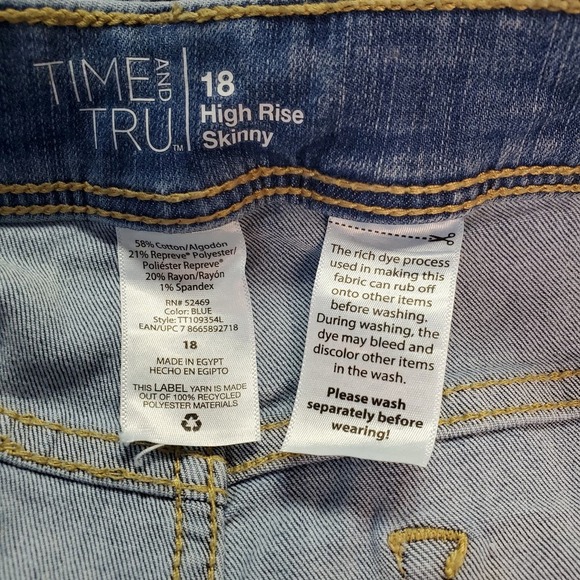 TIME AND TRU™
18
High Rise
Skinny
58% Cotton/Algodón
21% Repreve® Polyester/
Poliéster Repreve®
20% Rayon/Rayón
1% Spandex
RN# 52469
Color: BLUE
Style: TT109354L
EAN/UPC 7 8665892718
18
MADE IN EGYPT
HECHO EN EGIPTO
THIS LABEL YARN IS MADE
OUT OF 100% RECYCLED
POLYESTER MATERIALS
The rich dye process
used in making this
fabric can rub off
onto other items
before washing.
During washing, the
dye may bleed and
discolor other items
in the wash.
Please wash
separately before
wearing!